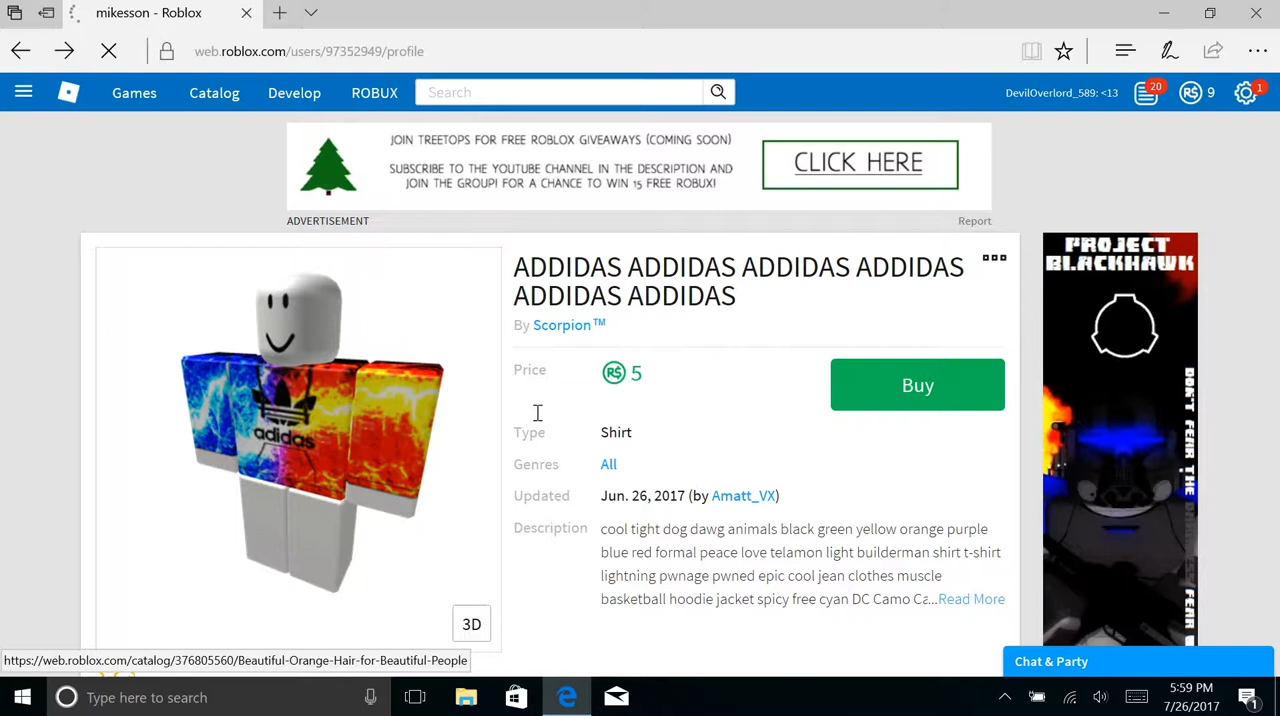 mikesson - Roblox
web.roblox.com/users/97352949/profile
Games
Catalog
Develop
ROBUX
Search
DevilOverlord_589: <13
20
R$ 9
1
JOIN TREETOPS FOR FREE ROBLOX GIVEAWAYS (COMING SOON)
SUBSCRIBE TO THE YOUTUBE CHANNEL IN THE DESCRIPTION AND
JOIN THE GROUP! FOR A CHANCE TO WIN 15 FREE ROBUX!
CLICK HERE
ADVERTISEMENT
Report
ADDIDAS ADDIDAS ADDIDAS ADDIDAS
ADDIDAS ADDIDAS
By Scorpion™
Price
R$ 5
Buy
Type
Shirt
Genres
All
Updated
Jun. 26, 2017 (by Amatt_VX)
Description
cool tight dog dawg animals black green yellow orange purple
blue red formal peace love telamon light builderman shirt t-shirt
lightning pwnage pwned epic cool jean clothes muscle
basketball hoodie jacket spicy free cyan DC Camo Ca...Read More
adidas
3D
PROJECT
BLACKHAWK
DON'T FEAR THE DARKNESS FEAR
https://web.roblox.com/catalog/376805560/Beautiful-Orange-Hair-for-Beautiful-People
Chat & Party
Type here to search
5:59 PM
7/26/2017
1